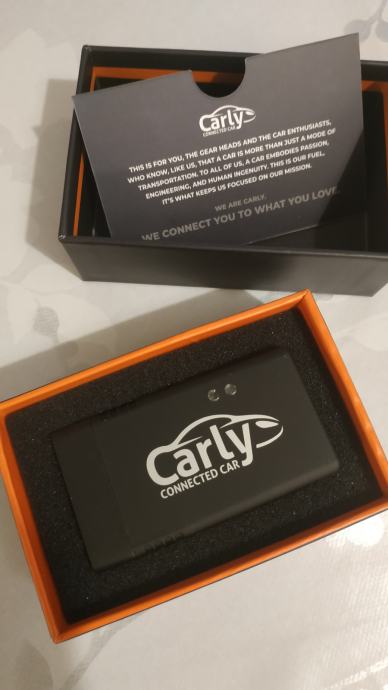 Carly
CONNECTED CAR
THIS IS FOR YOU, THE GEAR HEADS AND THE CAR ENTHUSIASTS,
WHO KNOW, LIKE US, THAT A CAR IS MORE THAN JUST A MODE OF
TRANSPORTATION. TO ALL OF US, A CAR EMBODIES PASSION,
ENGINEERING, AND HUMAN INGENUITY. THIS IS OUR FUEL.
IT'S WHAT KEEPS US FOCUSED ON OUR MISSION.
WE ARE CARLY.
WE CONNECT YOU TO WHAT YOU LOVE.
Carly
CONNECTED CAR